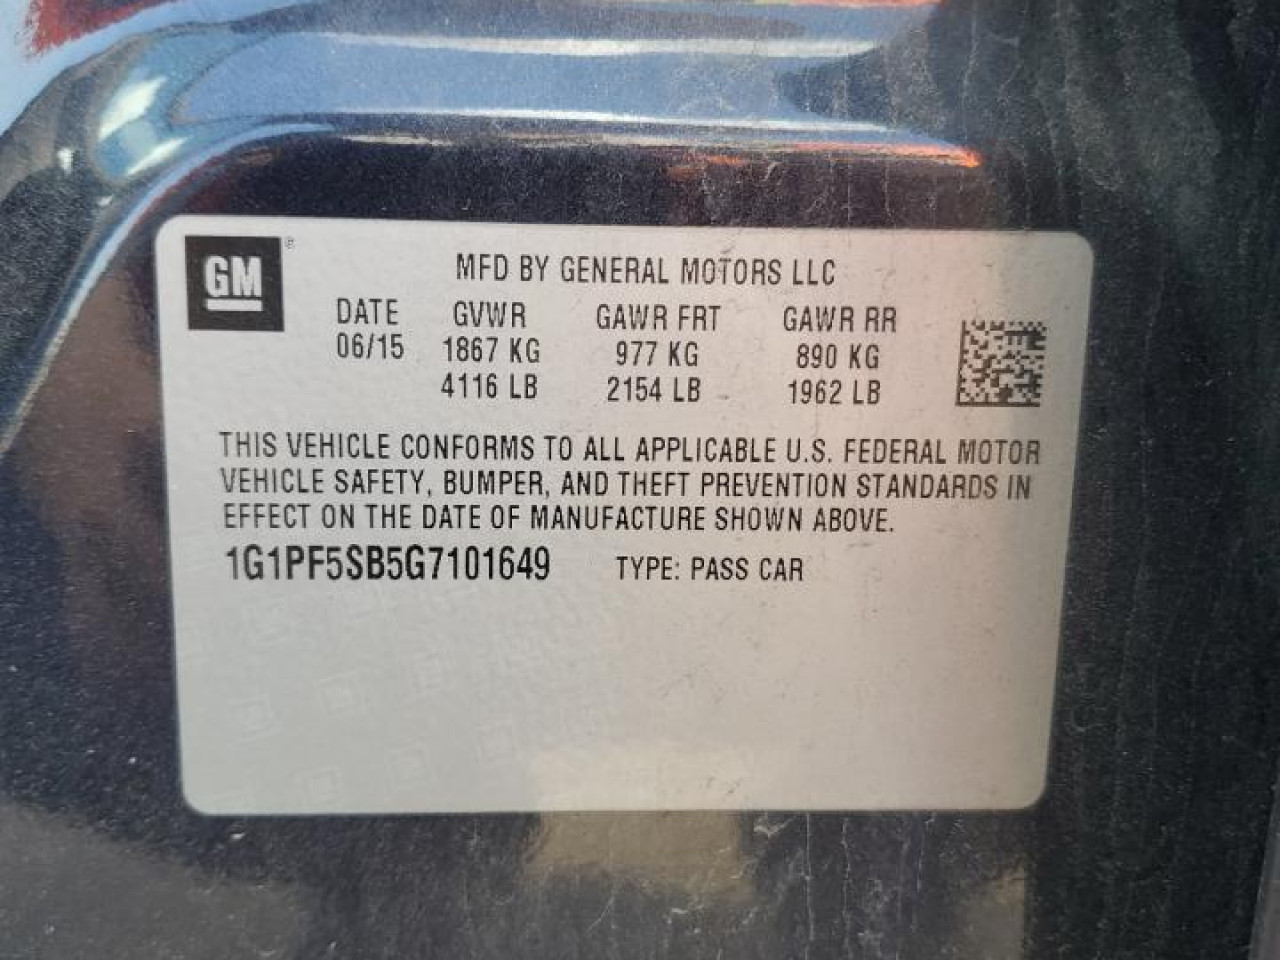 GM ®
MFD BY GENERAL MOTORS LLC
DATE GVWR GAWR FRT GAWR RR
06/15 1867 KG 977 KG 890 KG
4116 LB 2154 LB 1962 LB
THIS VEHICLE CONFORMS TO ALL APPLICABLE U.S. FEDERAL MOTOR
VEHICLE SAFETY, BUMPER, AND THEFT PREVENTION STANDARDS IN
EFFECT ON THE DATE OF MANUFACTURE SHOWN ABOVE.
1G1PF5SB5G7101649 TYPE: PASS CAR